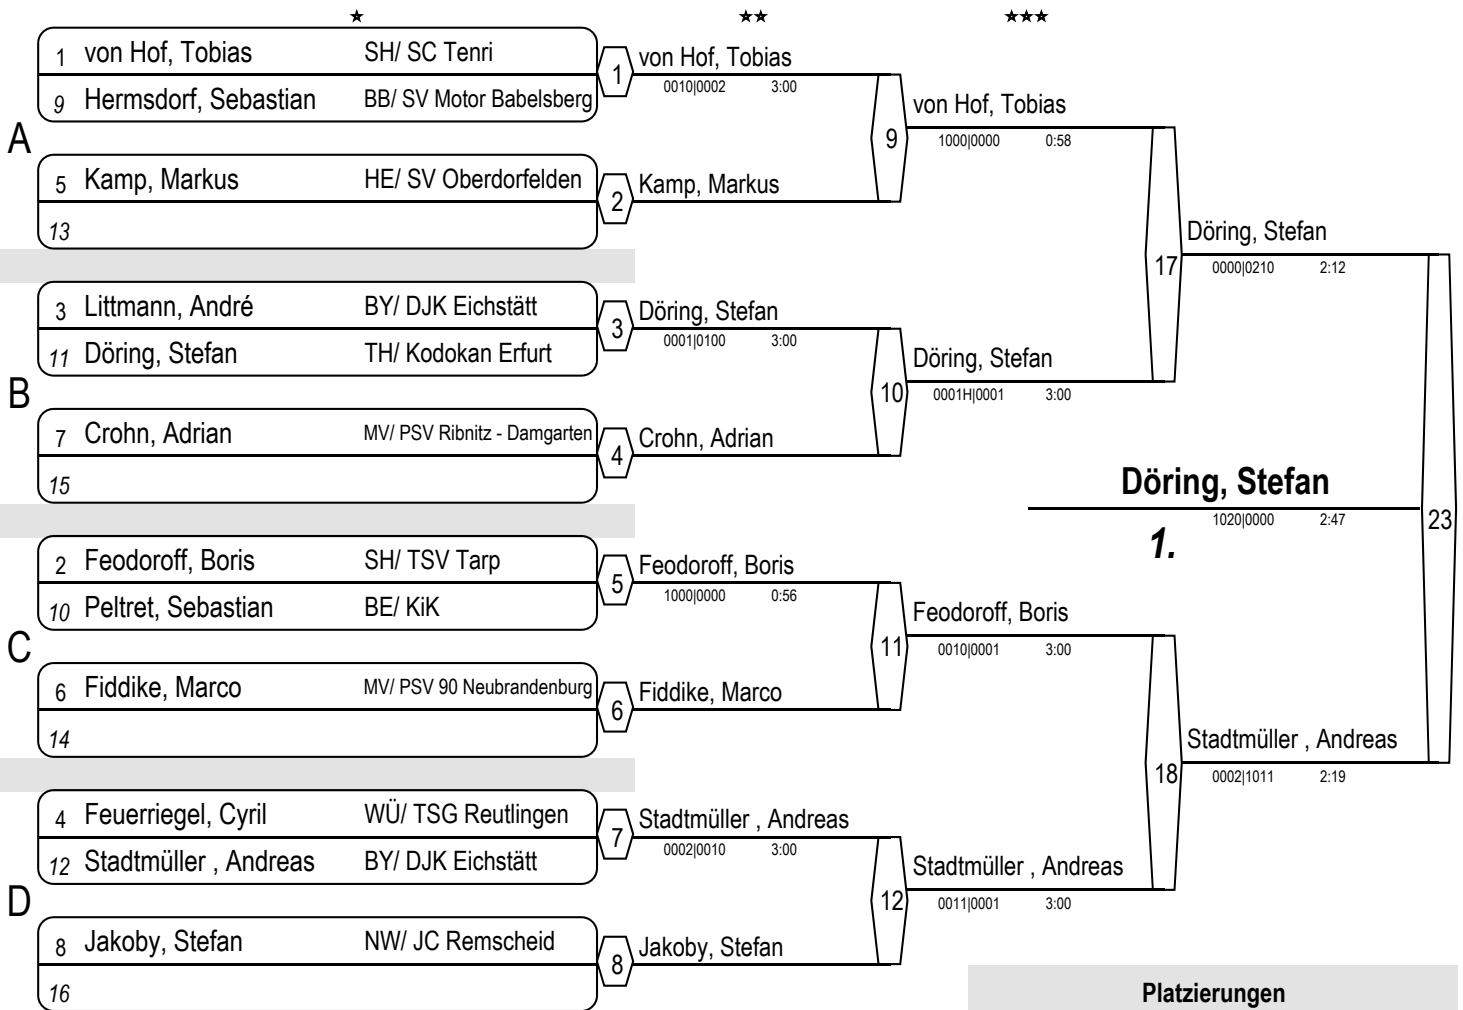 1 von Hof, Tobias SH/ SC Tenri
9 Hermsdorf, Sebastian BB/ SV Motor Babelsberg
A
5 Kamp, Markus HE/ SV Oberdorfelden
13
3 Littmann, André BY/ DJK Eichstätt
11 Döring, Stefan TH/ Kodokan Erfurt
B
7 Crohn, Adrian MV/ PSV Ribnitz - Damgarten
15
2 Feodoroff, Boris SH/ TSV Tarp
10 Peltret, Sebastian BE/ KiK
C
6 Fiddike, Marco MV/ PSV 90 Neubrandenburg
14
4 Feuerriegel, Cyril WÜ/ TSG Reutlingen
12 Stadtmüller , Andreas BY/ DJK Eichstätt
D
8 Jakoby, Stefan NW/ JC Remscheid
16
1 von Hof, Tobias
0010|0002 3:00
2 Kamp, Markus
3 Döring, Stefan
0001|0100 3:00
4 Crohn, Adrian
5 Feodoroff, Boris
1000|0000 0:56
6 Fiddike, Marco
7 Stadtmüller , Andreas
0002|0010 3:00
8 Jakoby, Stefan
9 von Hof, Tobias
1000|0000 0:58
10 Döring, Stefan
0001H|0001 3:00
11 Feodoroff, Boris
0010|0001 3:00
12 Stadtmüller , Andreas
0011|0001 3:00
17 Döring, Stefan
0000|0210 2:12
18 Stadtmüller , Andreas
0002|1011 2:19
23 Döring, Stefan
1020|0000 2:47
1.
Platzierungen